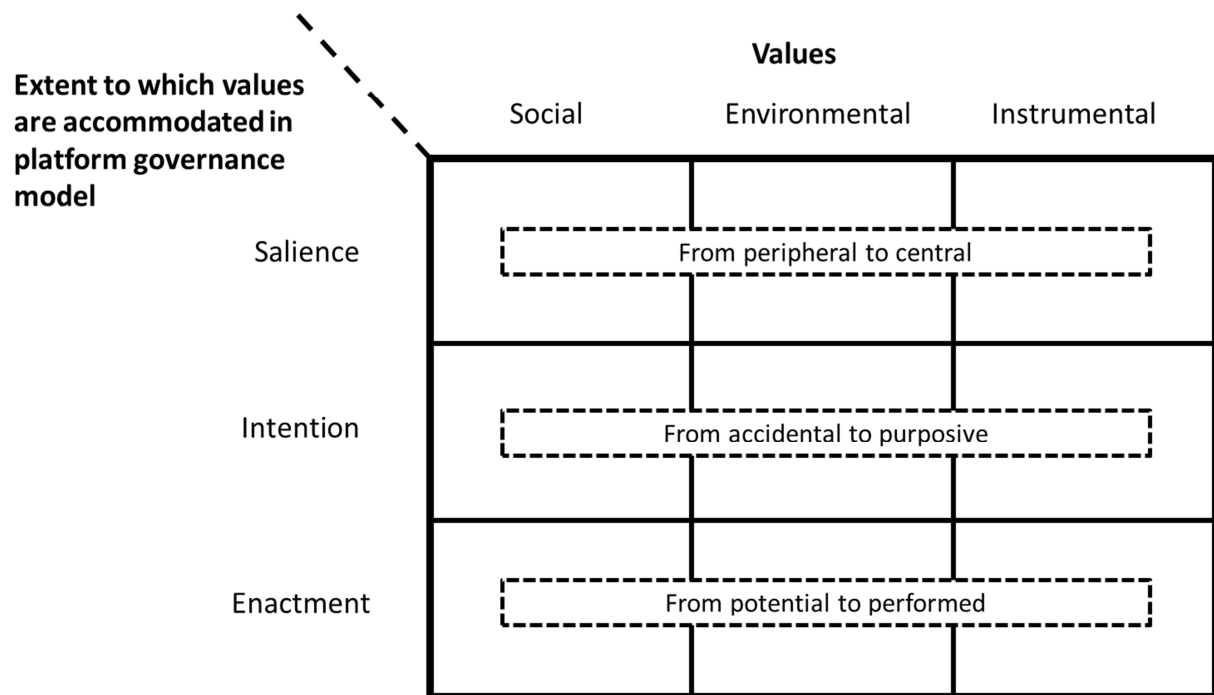 Values
Extent to which values
are accommodated in
platform governance
model
Social
Environmental
Instrumental
Salience
From peripheral to central
Intention
From accidental to purposive
Enactment
From potential to performed